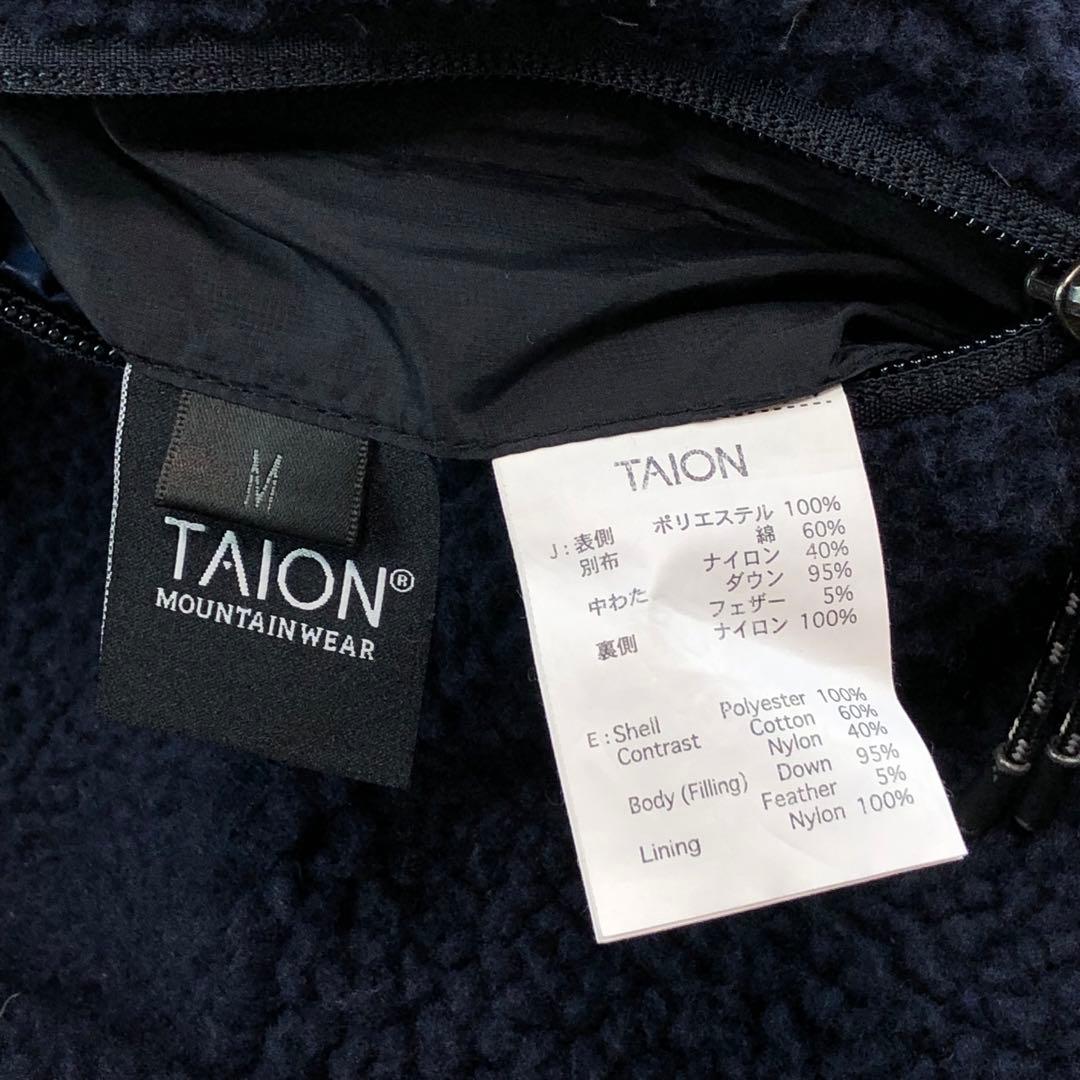 M
TAION®
MOUNTAINWEAR
TAION
J:表側 ポリエステル 100%
別布 綿 60%
ナイロン 40%
中わた ダウン 95%
フェザー 5%
裏側 ナイロン 100%
E:Shell Polyester 100%
Contrast Cotton 60%
Nylon 40%
Body (Filling) Down 95%
Feather 5%
Lining Nylon 100%